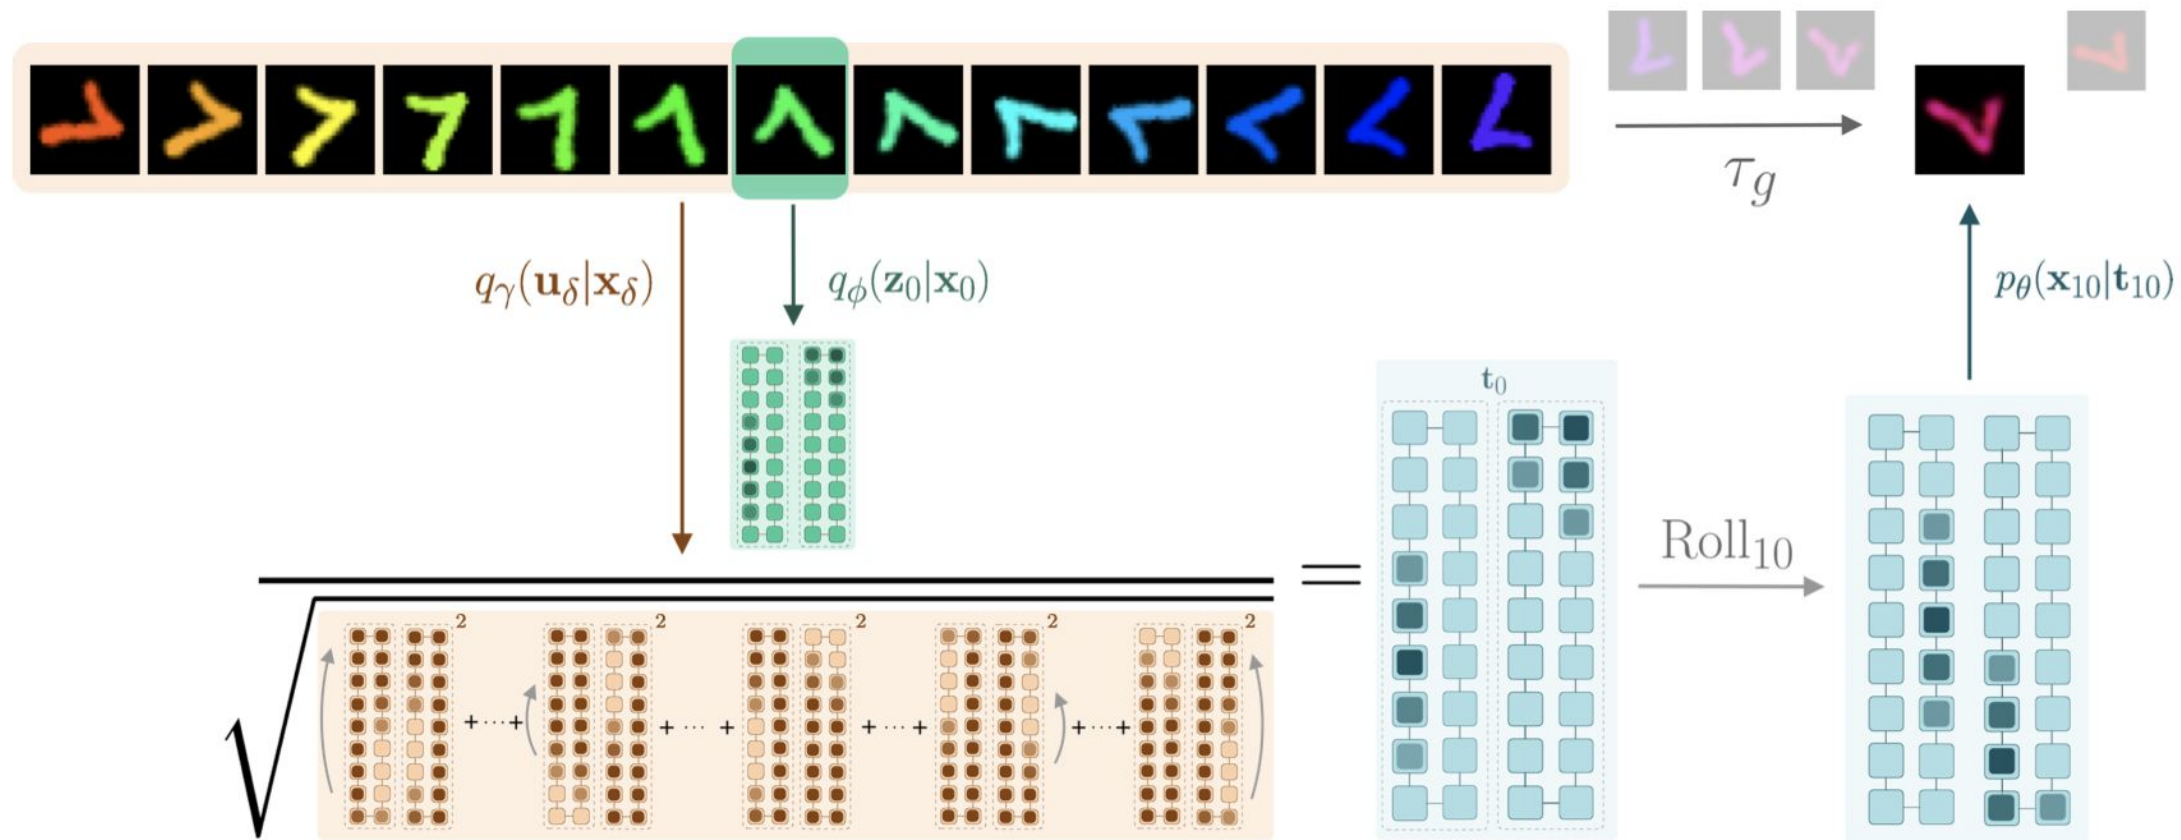 τ_g
q_γ(u_δ|x_δ)
q_ϕ(z_0|x_0)
p_θ(x_10|t_10)
t_0
=
Roll_10
√
2 2 2 2 2
+···+ + ··· + + ··· + +···+